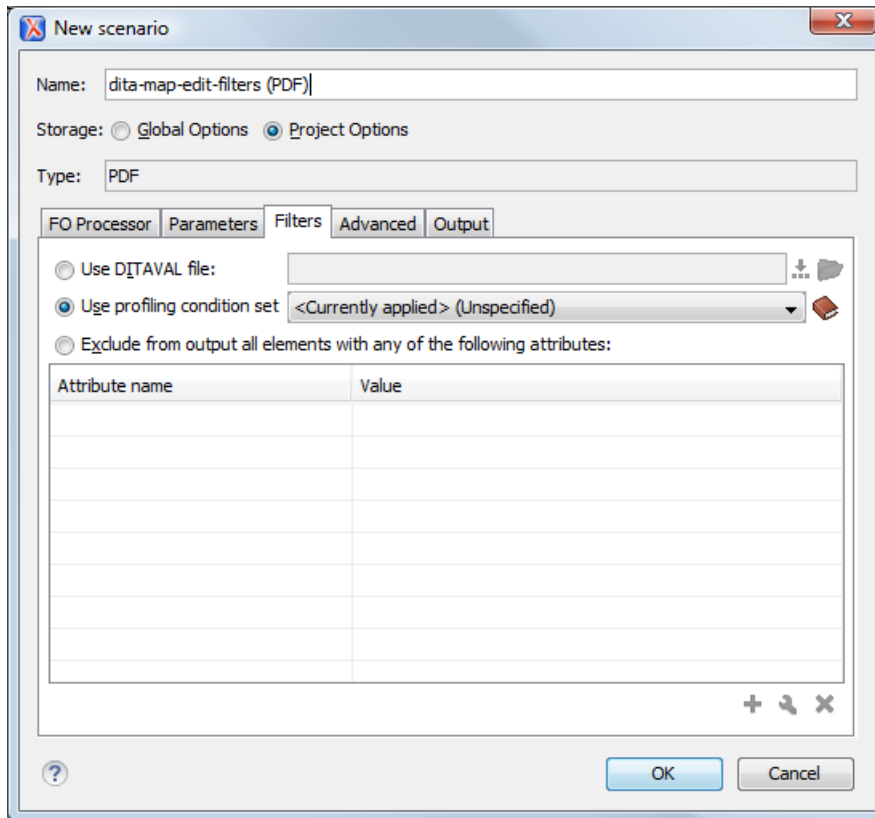 New scenario
Name: dita-map-edit-filters (PDF)
Storage: Global Options Project Options
Type: PDF
FO Processor Parameters Filters Advanced Output
Use DITAVAL file:
Use profiling condition set <Currently applied> (Unspecified)
Exclude from output all elements with any of the following attributes:
Attribute name Value
? OK Cancel